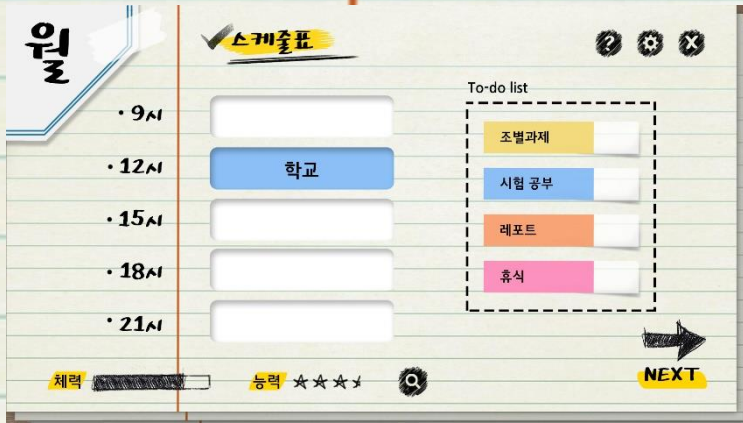 월
스케줄표
? X
To-do list
· 9시
· 12시
학교
· 15시
· 18시
· 21시
조별과제
시험 공부
레포트
휴식
체력
능력
NEXT